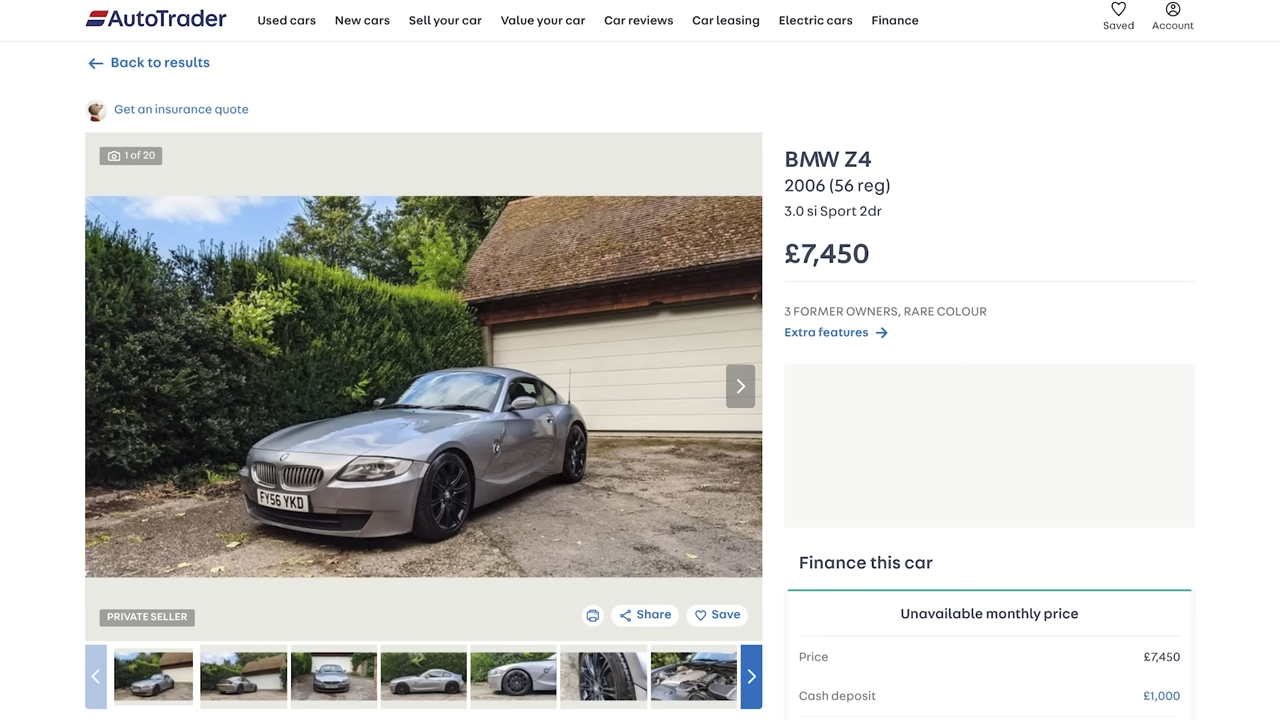 AutoTrader
Used cars
New cars
Sell your car
Value your car
Car reviews
Car leasing
Electric cars
Finance
Saved
Account
Back to results
Get an insurance quote
1 of 20
FY56 YKD
PRIVATE SELLER
Share
Save
BMW Z4
2006 (56 reg)
3.0 si Sport 2dr
£7,450
3 FORMER OWNERS, RARE COLOUR
Extra features
Finance this car
Unavailable monthly price
Price £7,450
Cash deposit £1,000